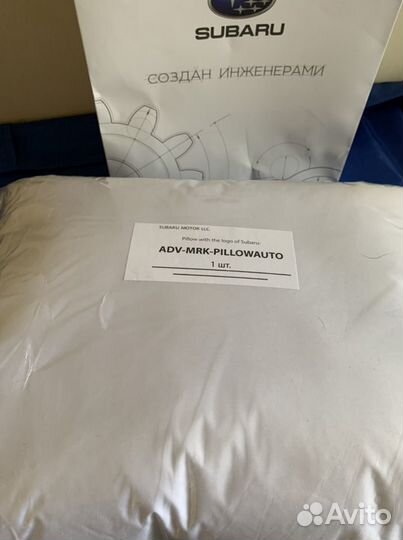 SUBARU
СОЗДАН ИНЖЕНЕРАМИ
SUBARU MOTOR LLC.
Pillow with the logo of Subaru
ADV-MRK-PILLOWAUTO
1 шт.
Avito